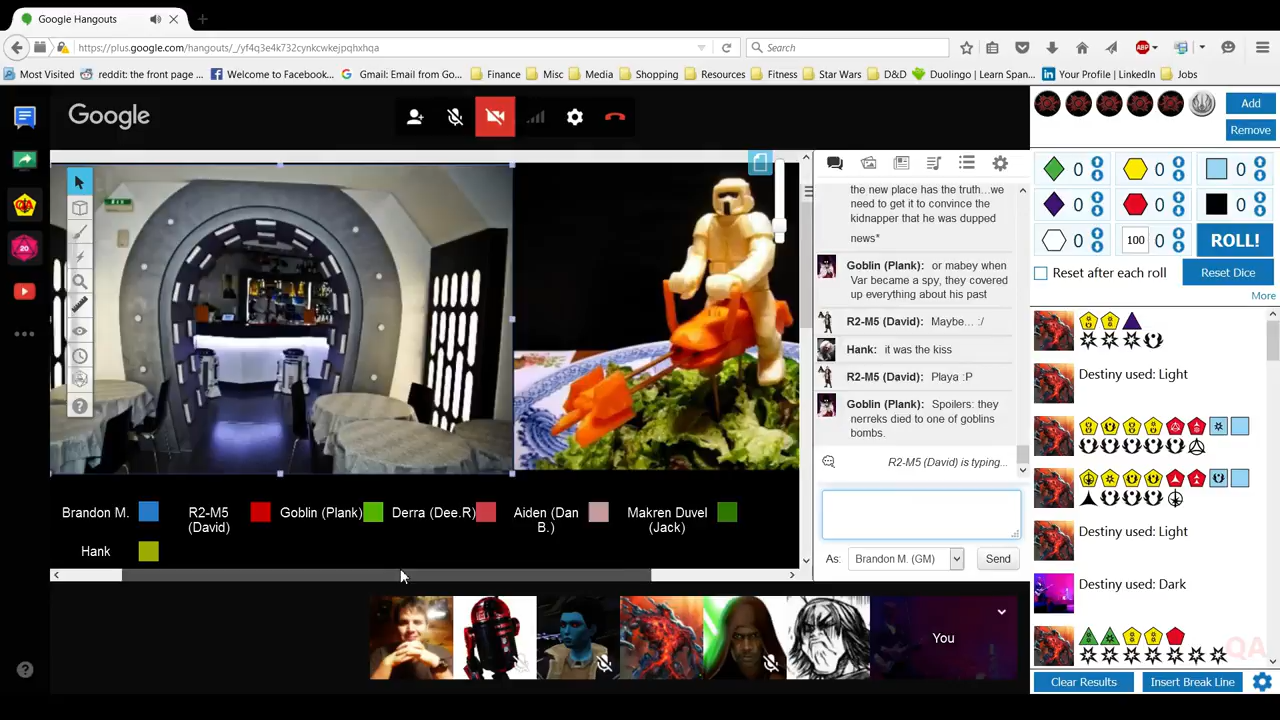 Google Hangouts
https://plus.google.com/hangouts/_/yf4q3e4k732cynkcwkejpqhxhqa
Search
ABP
Most Visited
reddit: the front page ...
Welcome to Facebook...
Gmail: Email from Go...
Finance
Misc
Media
Shopping
Resources
Fitness
Star Wars
D&D
Duolingo | Learn Span...
Your Profile | LinkedIn
Jobs
Google
the new place has the truth...we
need to get it to convince the
kidnapper that he was dupped
news*
Goblin (Plank): or mabey when
Var became a spy, they covered
up everything about his past
R2-M5 (David): Maybe... :/
Hank: it was the kiss
R2-M5 (David): Playa :P
Goblin (Plank): Spoilers: they
nerreks died to one of goblins
bombs.
R2-M5 (David) is typing...
As: Brandon M. (GM)
Send
Brandon M.
R2-M5
(David)
Goblin (Plank)
Derra (Dee.R)
Aiden (Dan
B.)
Makren Duvel
(Jack)
Hank
You
20
Add
Remove
0 0 0
0 0 0
0 100 0
ROLL!
Reset after each roll
Reset Dice
More
Destiny used: Light
Destiny used: Light
Destiny used: Dark
QA
Clear Results
Insert Break Line